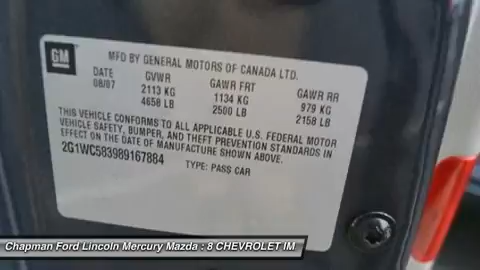 GM
MFD BY GENERAL MOTORS OF CANADA LTD.
DATE GVWR GAWR FRT GAWR RR
08/07 2113 KG 1134 KG 979 KG
4658 LB 2500 LB 2158 LB
THIS VEHICLE CONFORMS TO ALL APPLICABLE U.S. FEDERAL MOTOR
VEHICLE SAFETY, BUMPER, AND THEFT PREVENTION STANDARDS IN
EFFECT ON THE DATE OF MANUFACTURE SHOWN ABOVE.
2G1WC583989167884 TYPE: PASS CAR
Chapman Ford Lincoln Mercury Mazda : 8 CHEVROLET IM